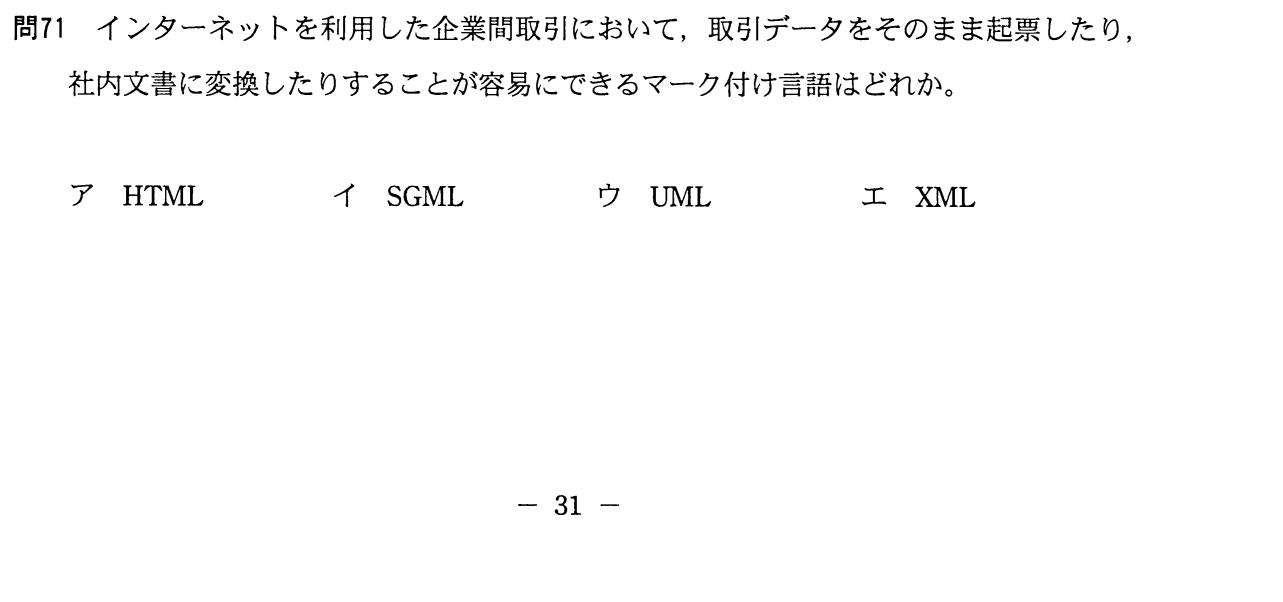 問71　インターネットを利用した企業間取引において，取引データをそのまま起票したり，
社内文書に変換したりすることが容易にできるマーク付け言語はどれか。
ア　HTML　イ　SGML　ウ　UML　エ　XML
－ 31 －